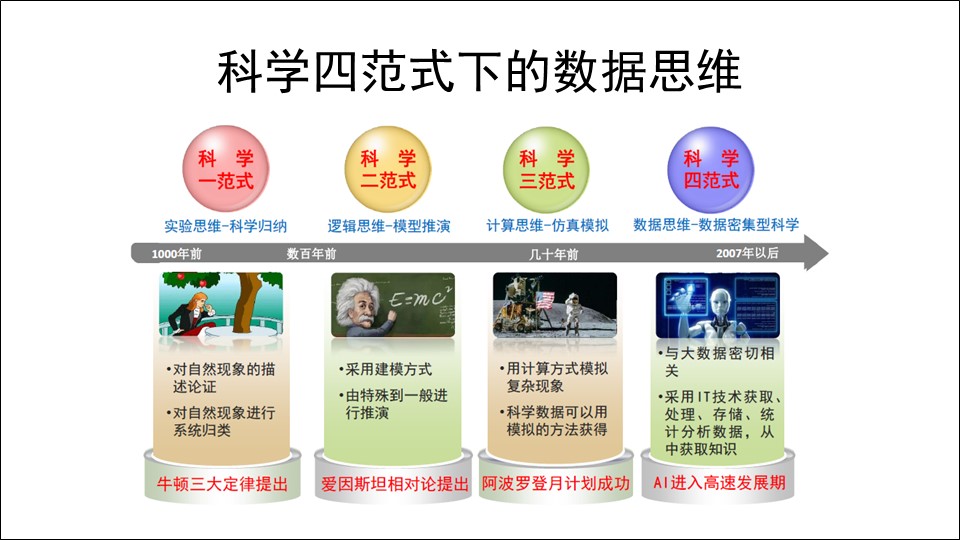 科学四范式下的数据思维
科 学
一范式
科 学
二范式
科 学
三范式
科 学
四范式
实验思维-科学归纳
逻辑思维-模型推演
计算思维-仿真模拟
数据思维-数据密集型科学
1000年前
数百年前
几十年前
2007年以后
E=mc²
•对自然现象的描
述论证
•对自然现象进行
系统归类
•采用建模方式
•由特殊到一般进
行推演
•用计算方式模拟
复杂现象
•科学数据可以用
模拟的方法获得
•与大数据密切相
关
•采用IT技术获取、
处理、存储、统
计分析数据，从
中获取知识
牛顿三大定律提出
爱因斯坦相对论提出
阿波罗登月计划成功
AI进入高速发展期